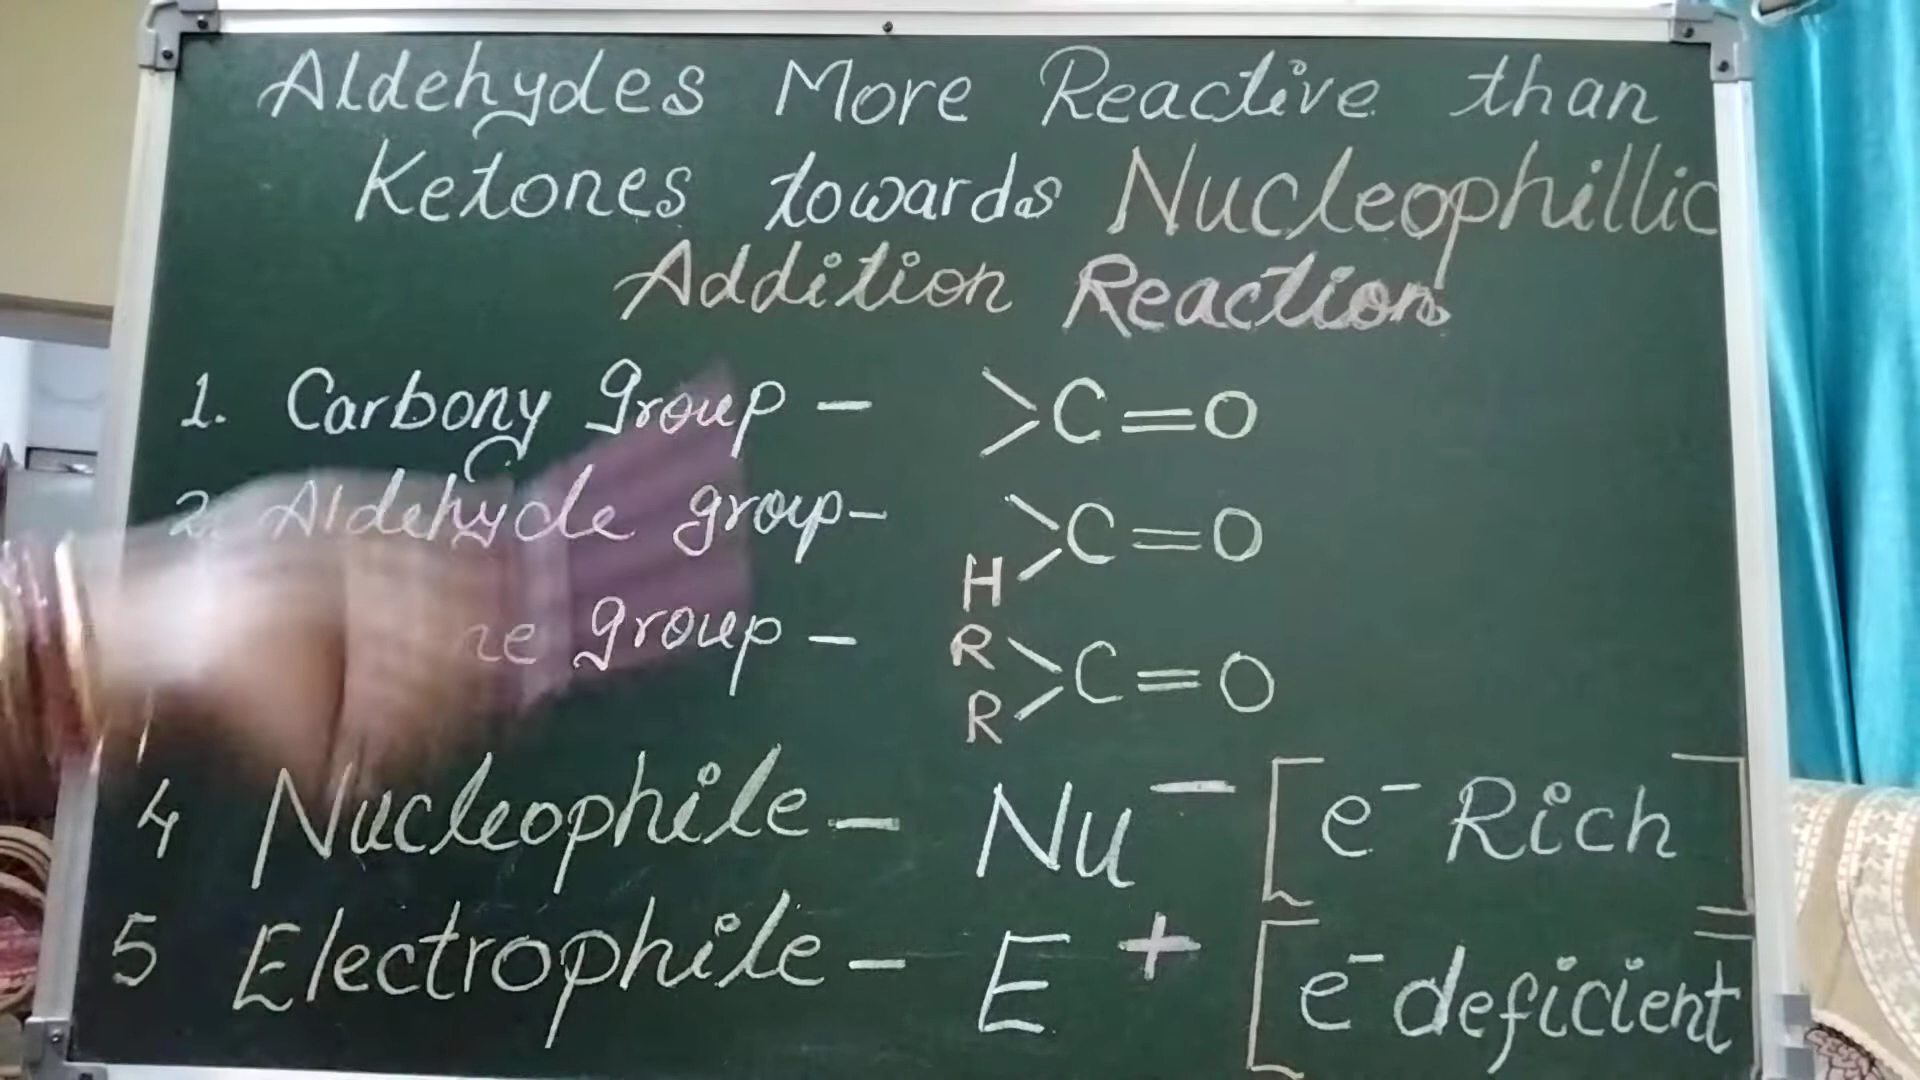 Aldehydes More Reactive than
Ketones towards Nucleophillic
Addition Reaction
1. Carbony group – >C=O
2. Aldehyde group – >C=O
H
group – R
R >C=O
4 Nucleophile – Nu⁻ [e⁻ Rich]
5 Electrophile – E⁺ [e⁻ deficient